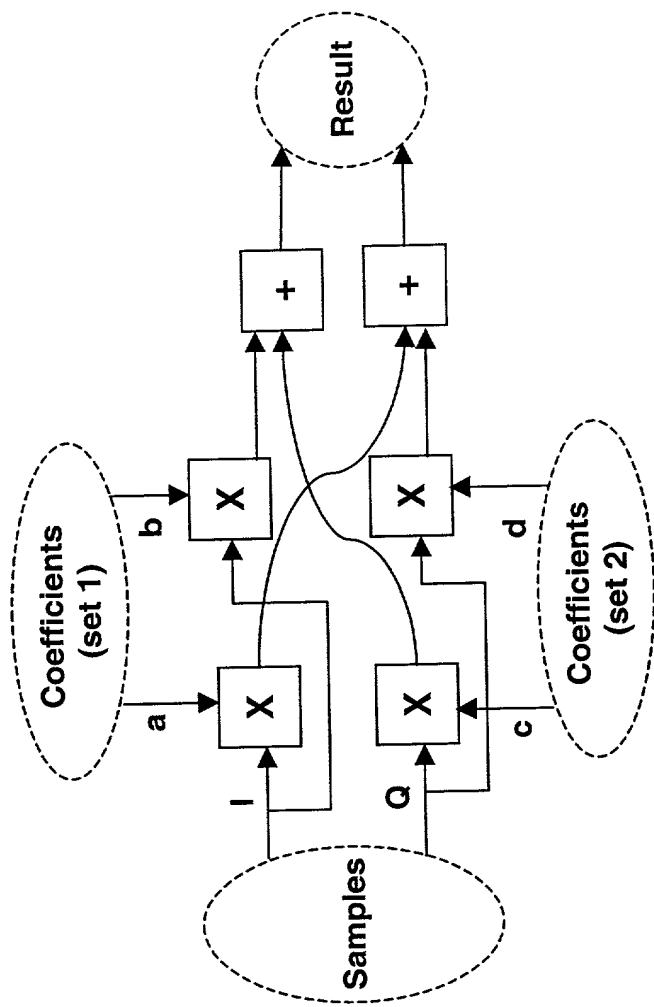 Coefficients
(set 1)
a
b
I
X
X
+
Samples
Result
Q
X
X
+
c
d
Coefficients
(set 2)